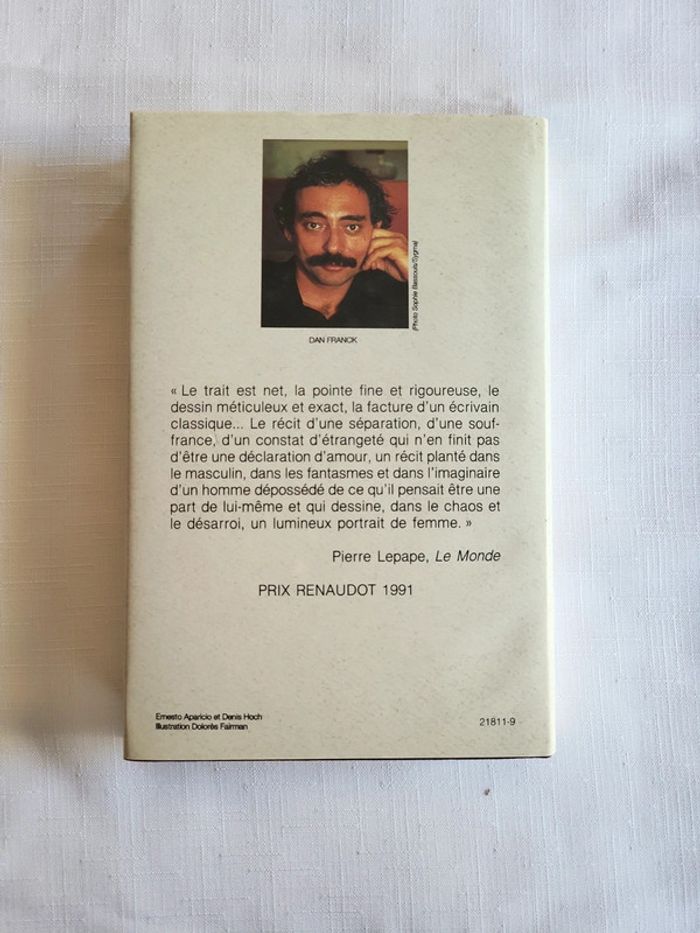 (Photo Sophie Bassouls/Sygma)
DAN FRANCK
« Le trait est net, la pointe fine et rigoureuse, le
dessin méticuleux et exact, la facture d'un écrivain
classique... Le récit d'une séparation, d'une souf-
france, d'un constat d'étrangeté qui n'en finit pas
d'être une déclaration d'amour, un récit planté dans
le masculin, dans les fantasmes et dans l'imaginaire
d'un homme dépossédé de ce qu'il pensait être une
part de lui-même et qui dessine, dans le chaos et
le désarroi, un lumineux portrait de femme. »
Pierre Lepape, Le Monde
PRIX RENAUDOT 1991
Ernesto Aparicio et Denis Hoch
Illustration Dolorès Fairman
21811-9